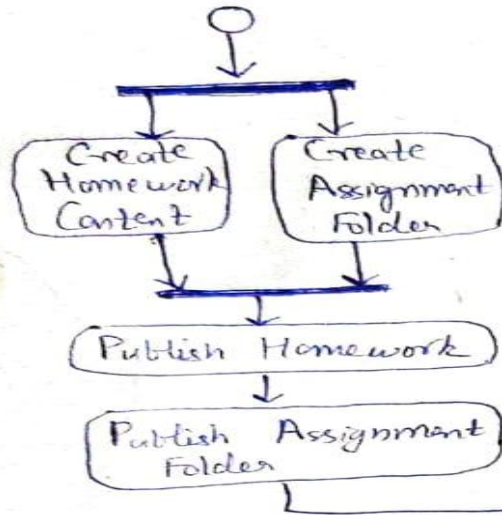 Create
Homework
Content
Create
Assignment
Folder
Publish Homework
Publish Assignment
Folder